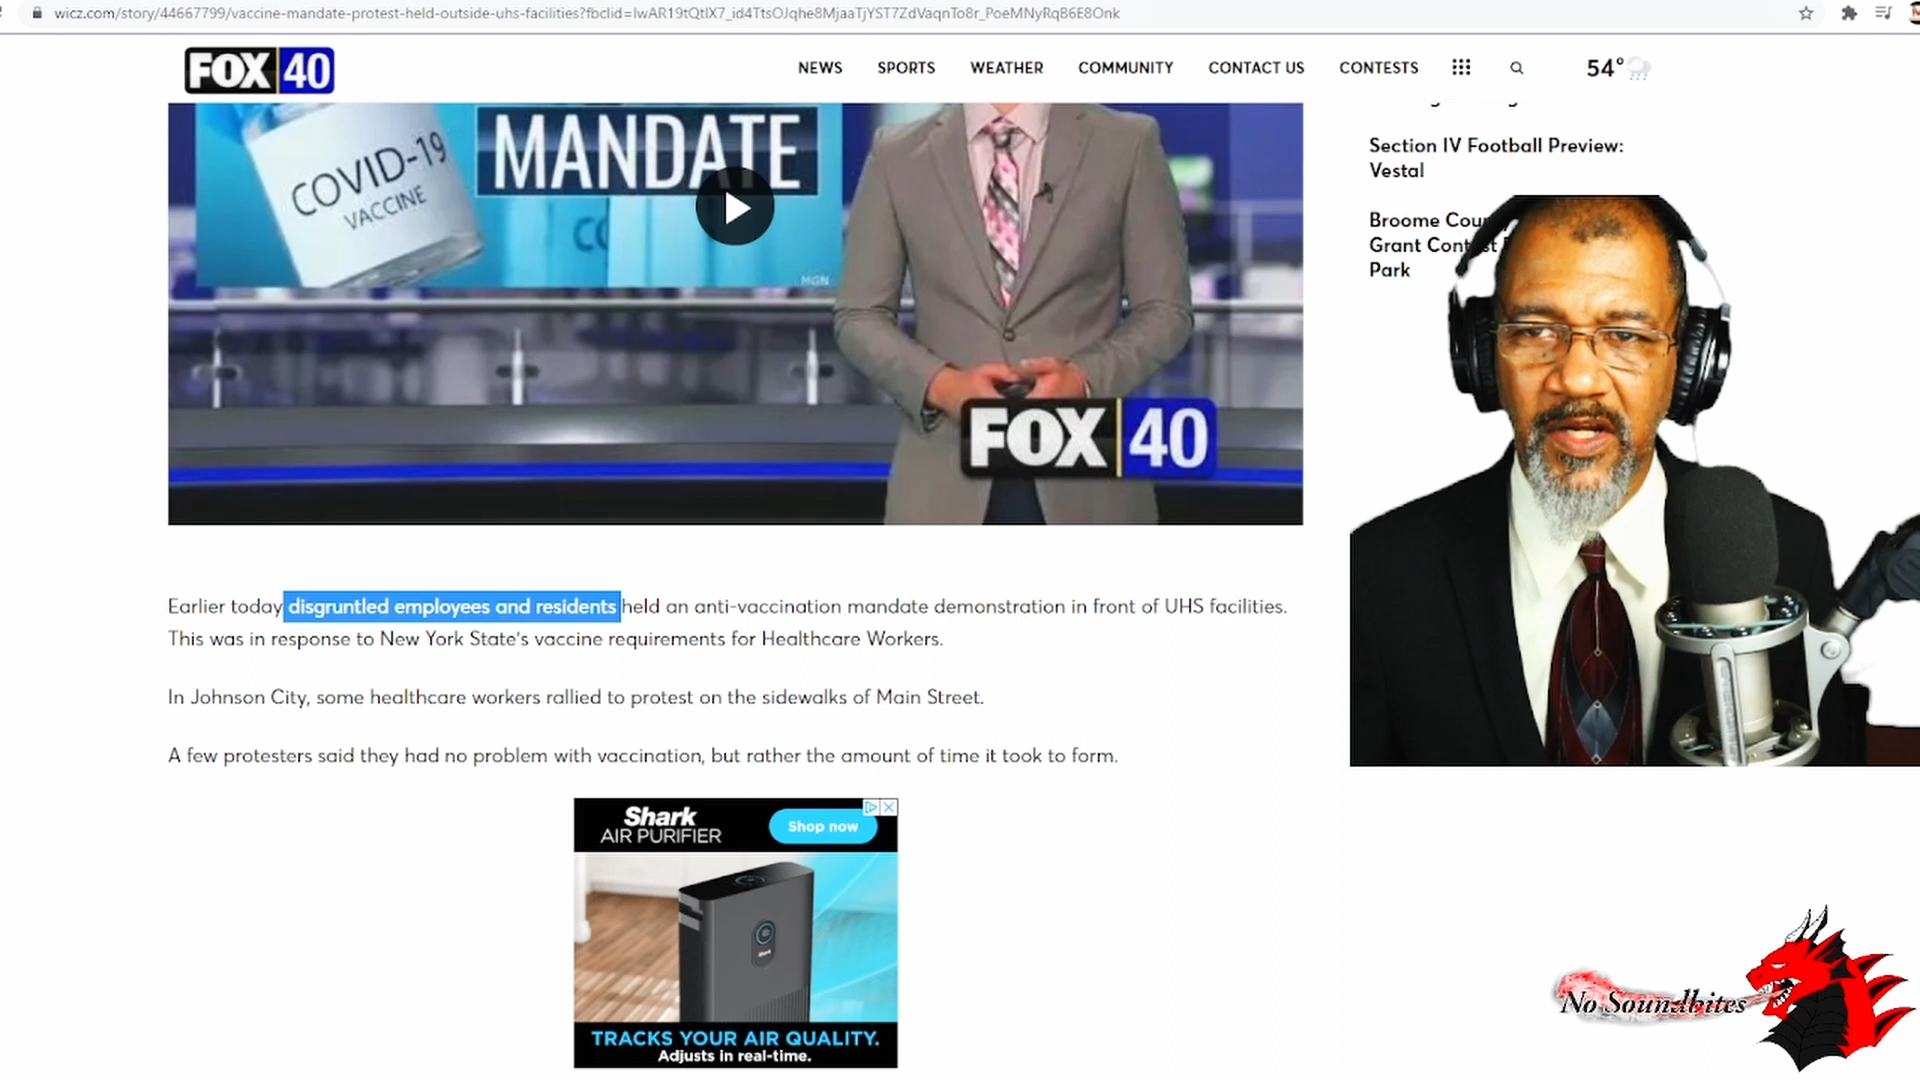 wicz.com/story/44667799/vaccine-mandate-protest-held-outside-uhs-facilities?fbclid=IwAR19tQtlX7_id4TtsOJqhe8MjaaTjYST7ZdVaqnTo8r_PoeMNyRqB6E8Onk
FOX 40
NEWS SPORTS WEATHER COMMUNITY CONTACT US CONTESTS 54°
COVID-19
VACCINE
MANDATE
MGN
FOX 40
Section IV Football Preview:
Vestal
Broome
Grant
Park
Earlier today disgruntled employees and residents held an anti-vaccination mandate demonstration in front of UHS facilities.
This was in response to New York State's vaccine requirements for Healthcare Workers.
In Johnson City, some healthcare workers rallied to protest on the sidewalks of Main Street.
A few protesters said they had no problem with vaccination, but rather the amount of time it took to form.
Shark
AIR PURIFIER
Shop now
Shark
TRACKS YOUR AIR QUALITY.
Adjusts in real-time.
No Soundbites